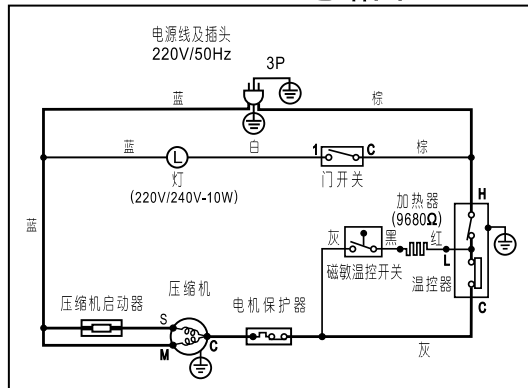 电源线及插头
220V/50Hz
3P
蓝
棕
蓝
L
白
1
C
棕
灯
(220V/240V-10W)
门开关
蓝
加热器
(9680Ω)
H
灰
黑
红
L
磁敏温控开关
温控器
压缩机启动器
压缩机
S
M
C
电机保护器
C
灰